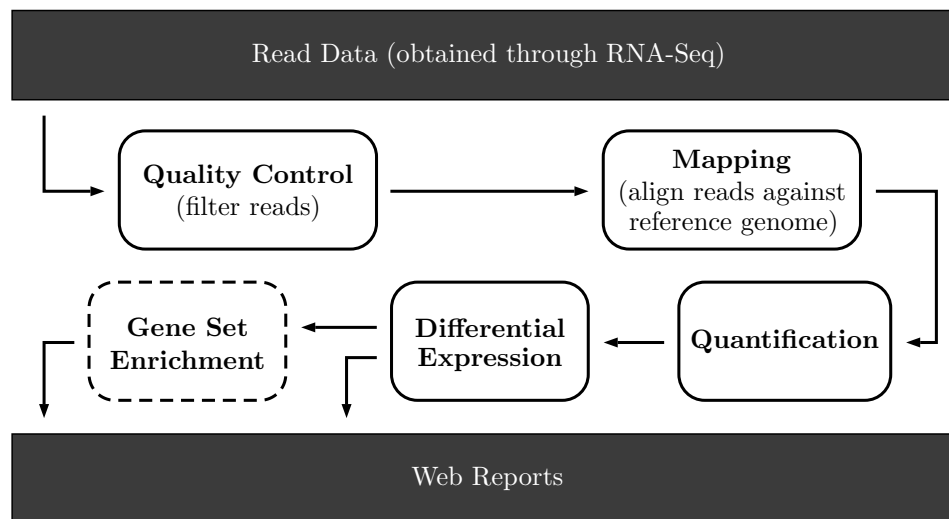 Read Data (obtained through RNA-Seq)
Quality Control
(filter reads)
Mapping
(align reads against
reference genome)
Gene Set
Enrichment
Differential
Expression
Quantification
Web Reports